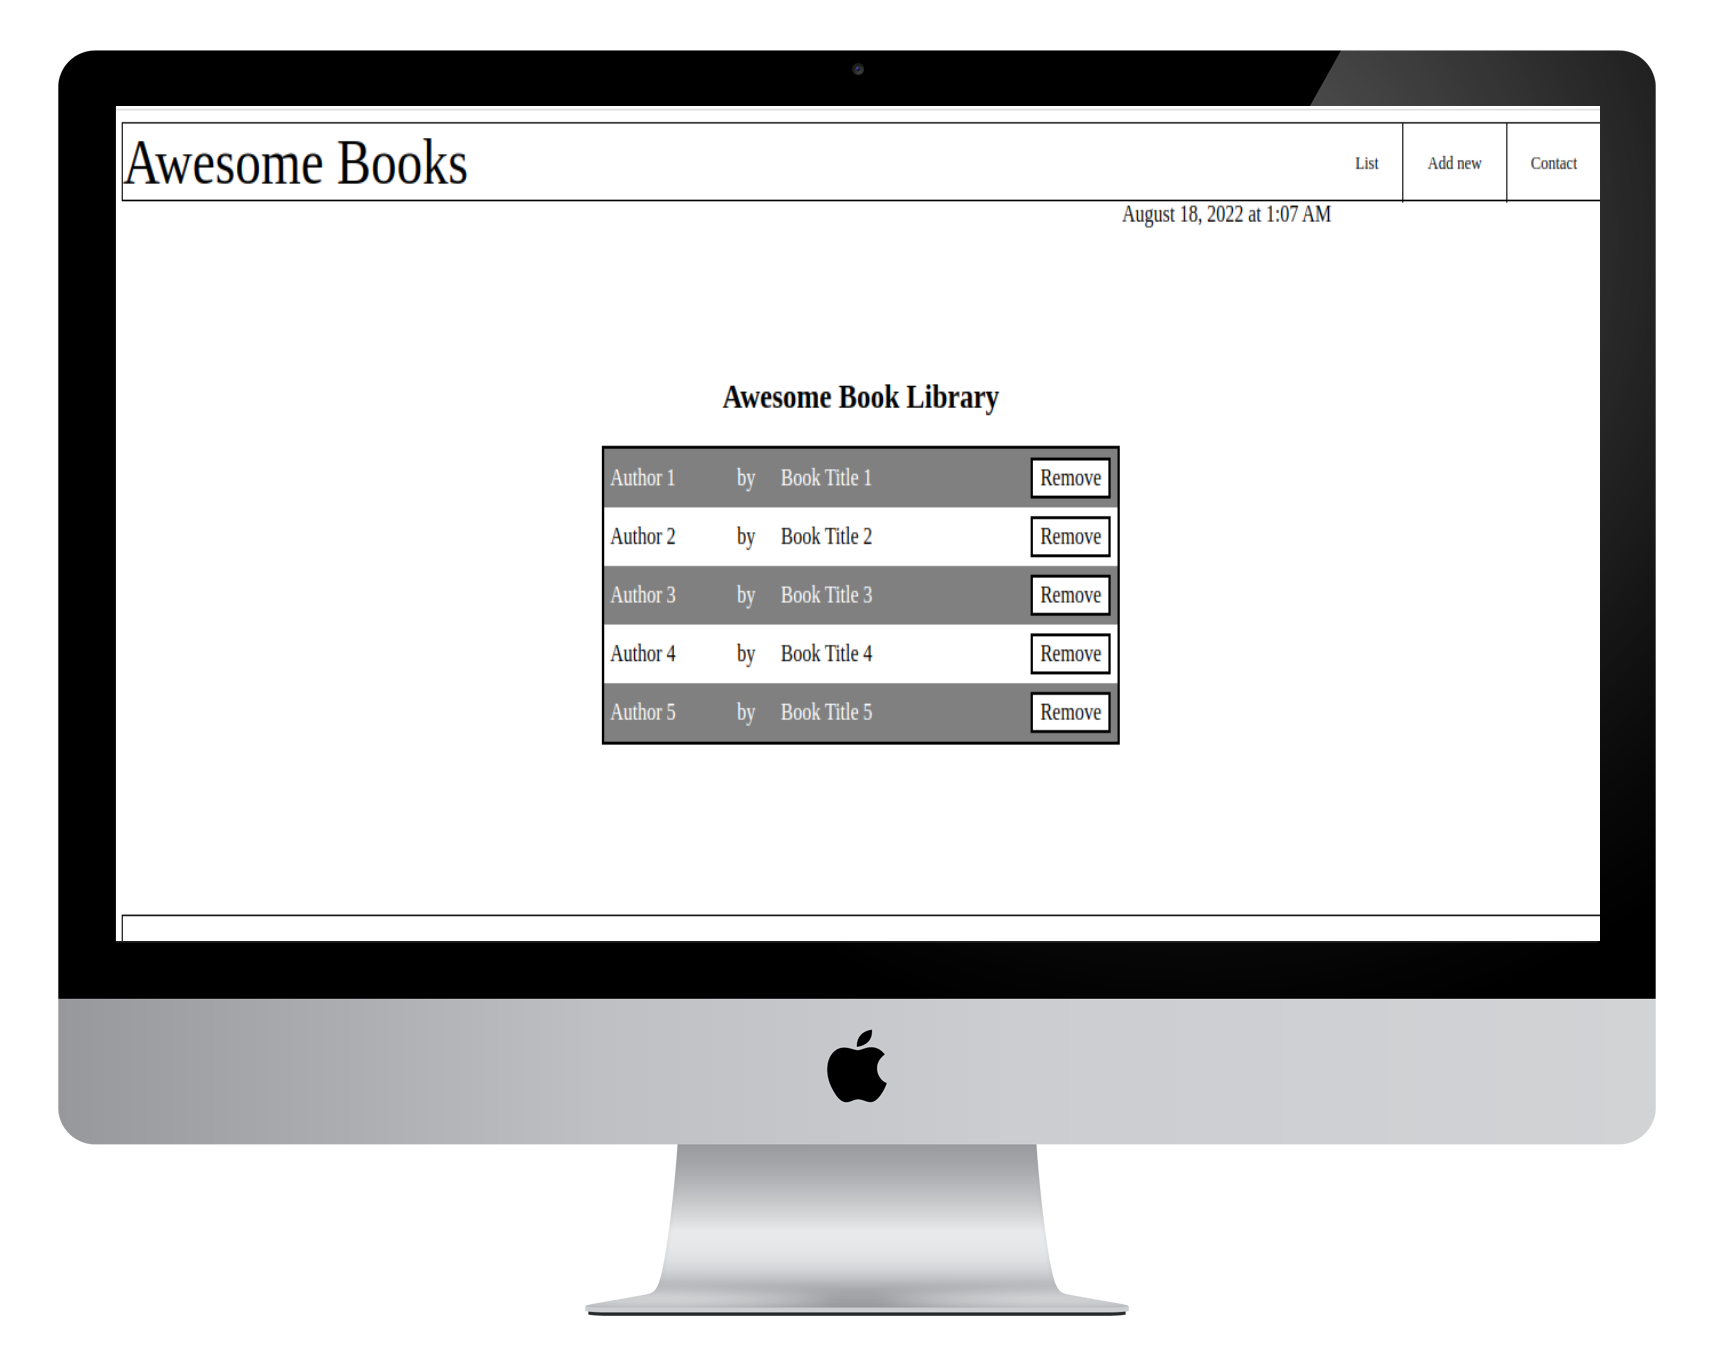 Awesome Books
List Add new Contact
August 18, 2022 at 1:07 AM
Awesome Book Library
Author 1 by Book Title 1 Remove
Author 2 by Book Title 2 Remove
Author 3 by Book Title 3 Remove
Author 4 by Book Title 4 Remove
Author 5 by Book Title 5 Remove